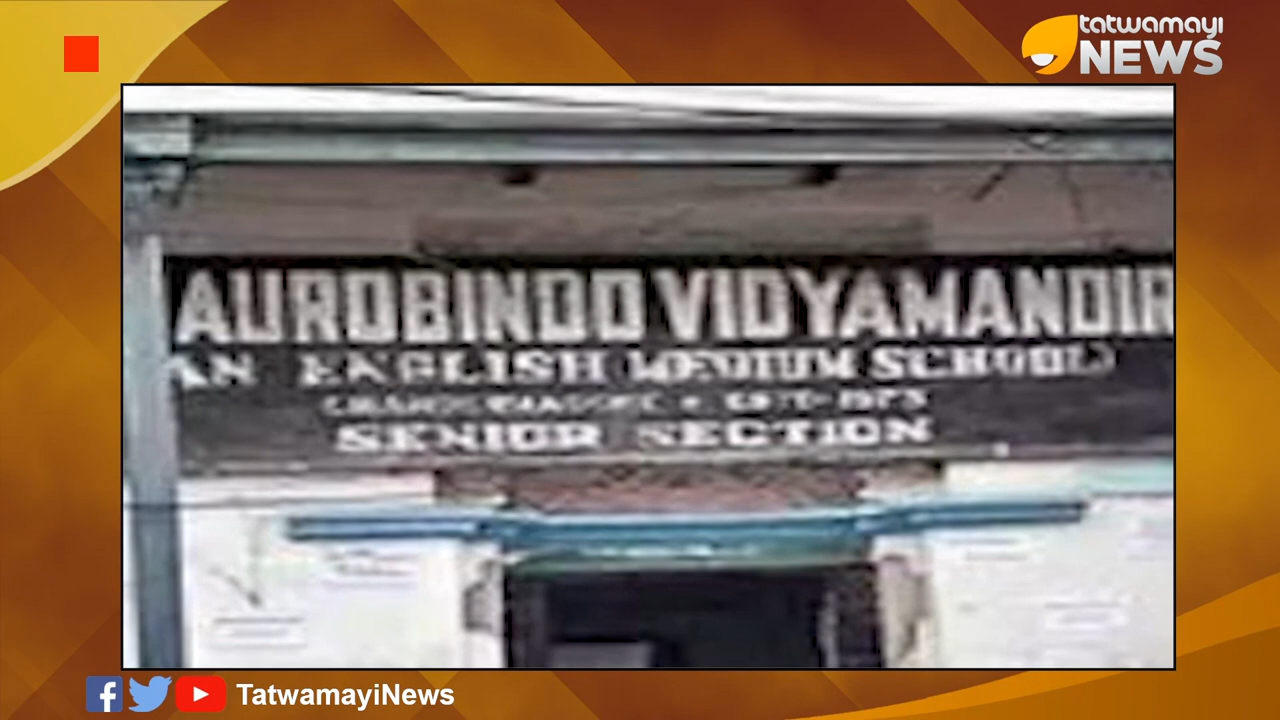 tatwamayi
NEWS
AUROBINDO VIDYAMANDIR
AN ENGLISH (MEDIUM SCHOOL)
SENIOR SECTION
TatwamayiNews